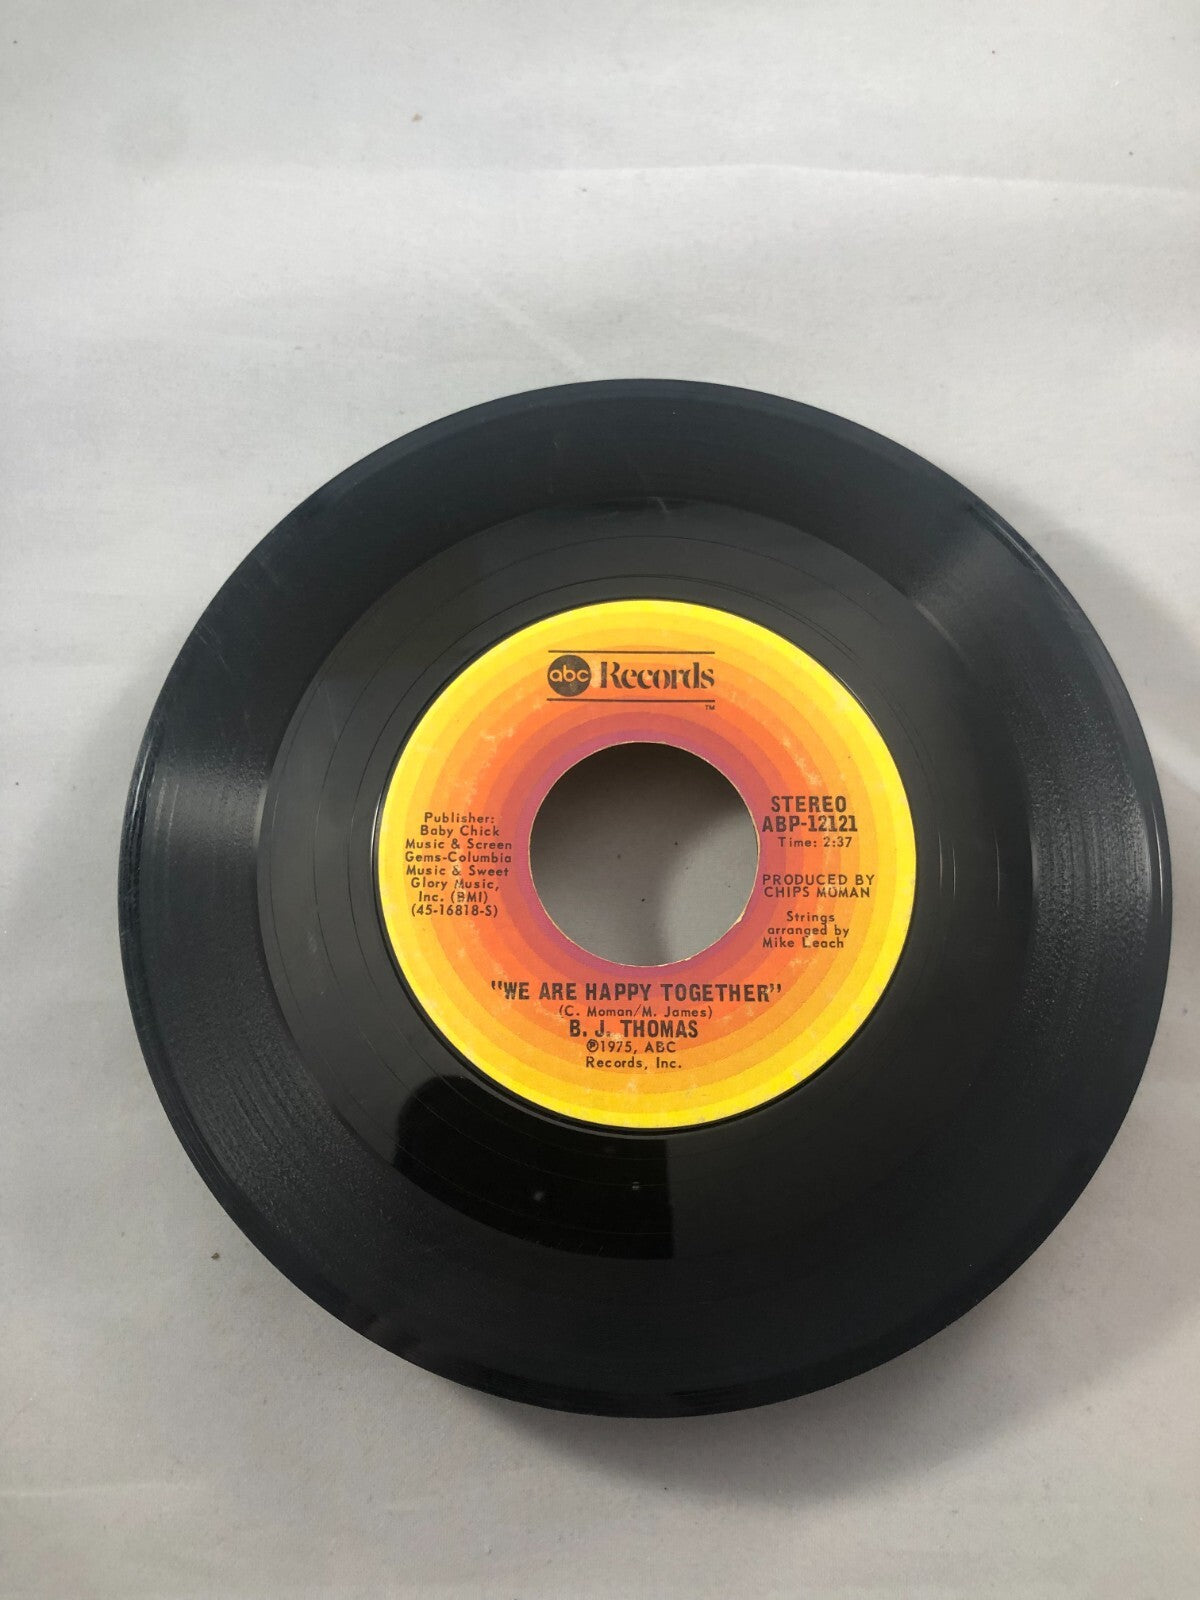 abc Records
TM
Publisher:
Baby Chick
Music & Screen
Gems-Columbia
Music & Sweet
Glory Music,
Inc. (BMI)
(45-16818-S)
STEREO
ABP-12121
Time: 2:37
PRODUCED BY
CHIPS MOMAN
Strings
arranged by
Mike Leach
"WE ARE HAPPY TOGETHER"
(C. Moman/M. James)
B. J. THOMAS
℗1975, ABC
Records, Inc.